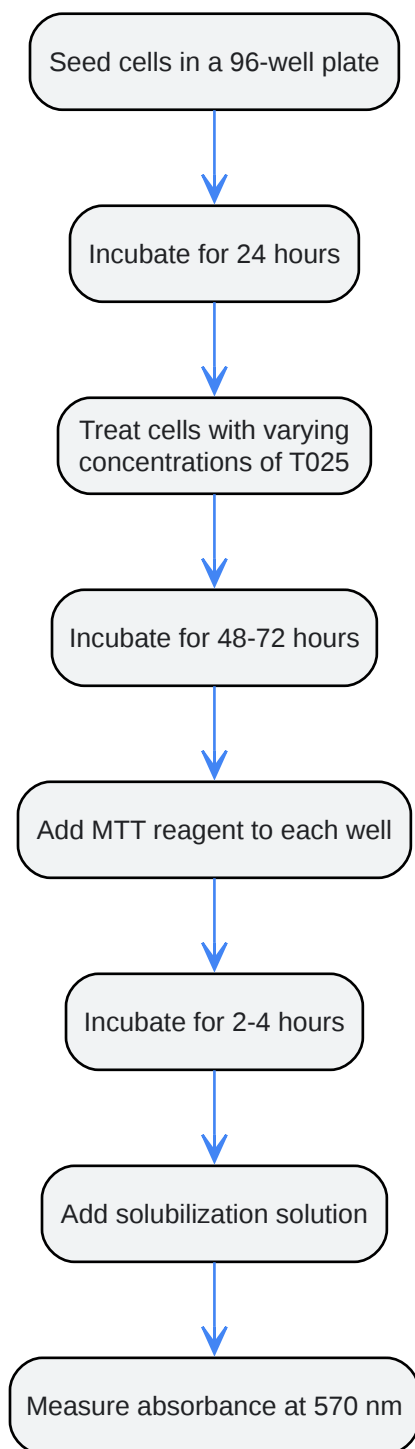 Seed cells in a 96-well plate
Incubate for 24 hours
Treat cells with varying
concentrations of T025
Incubate for 48-72 hours
Add MTT reagent to each well
Incubate for 2-4 hours
Add solubilization solution
Measure absorbance at 570 nm